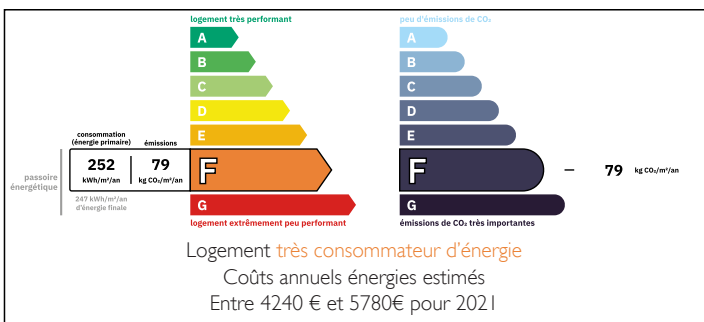 logement très performant
A
B
C
D
E
F
G
logement extrêmement peu performant
consommation
(énergie primaire)
émissions
252
kWh/m²/an
79
kg CO₂/m²/an
passoire
énergétique
247 kWh/m²/an
d'énergie finale
peu d'émissions de CO₂
A
B
C
D
E
F
G
émissions de CO₂ très importantes
79
kg CO₂/m²/an
Logement très consommateur d'énergie
Coûts annuels énergies estimés
Entre 4240 € et 5780€ pour 2021